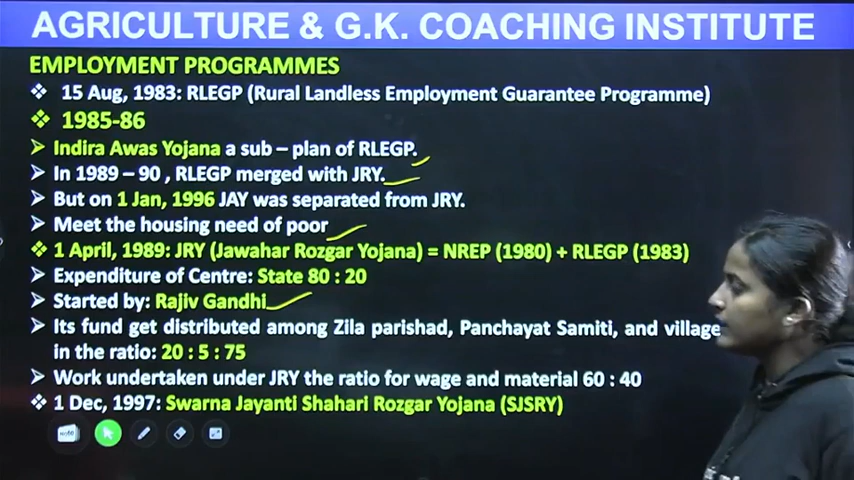 AGRICULTURE & G.K. COACHING INSTITUTE
EMPLOYMENT PROGRAMMES
❖ 15 Aug, 1983: RLEGP (Rural Landless Employment Guarantee Programme)
❖ 1985-86
➢ Indira Awas Yojana a sub – plan of RLEGP.
➢ In 1989 – 90 , RLEGP merged with JRY.
➢ But on 1 Jan, 1996 JAY was separated from JRY.
➢ Meet the housing need of poor
❖ 1 April, 1989: JRY (Jawahar Rozgar Yojana) = NREP (1980) + RLEGP (1983)
➢ Expenditure of Centre: State 80 : 20
➢ Started by: Rajiv Gandhi
➢ Its fund get distributed among Zila parishad, Panchayat Samiti, and village
in the ratio: 20 : 5 : 75
➢ Work undertaken under JRY the ratio for wage and material 60 : 40
❖ 1 Dec, 1997: Swarna Jayanti Shahari Rozgar Yojana (SJSRY)